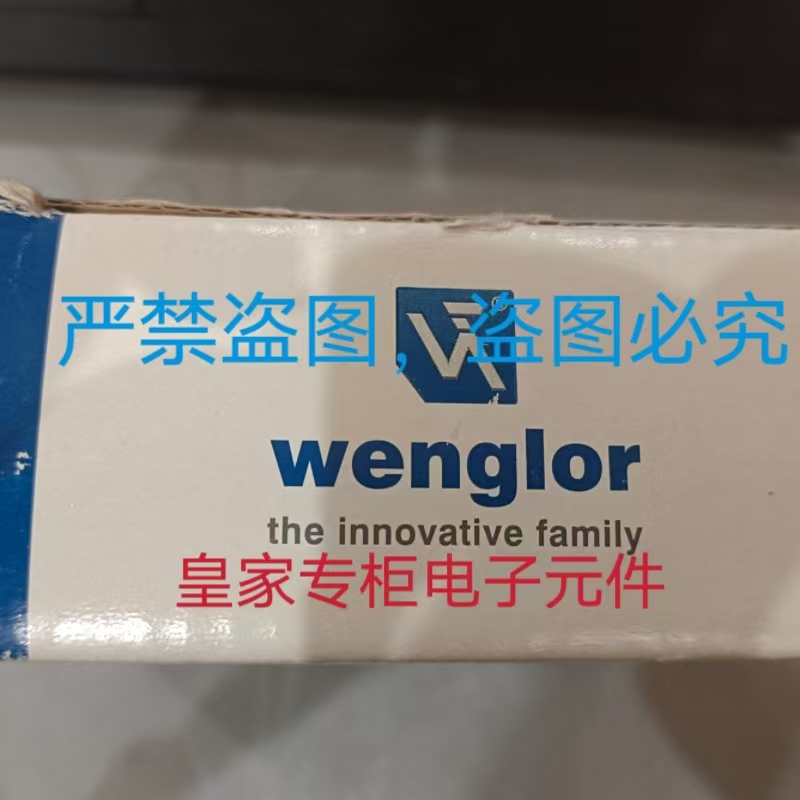 严禁盗图，盗图必究
®
wenglor
the innovative family
皇家专柜电子元件